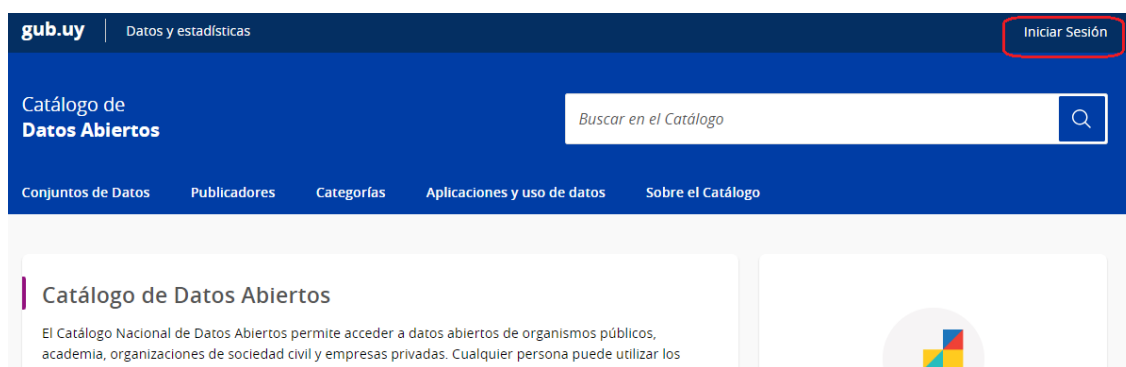 gub.uy Datos y estadísticas Iniciar Sesión
Catálogo de
Datos Abiertos
Buscar en el Catálogo
Conjuntos de Datos Publicadores Categorías Aplicaciones y uso de datos Sobre el Catálogo
Catálogo de Datos Abiertos
El Catálogo Nacional de Datos Abiertos permite acceder a datos abiertos de organismos públicos,
academia, organizaciones de sociedad civil y empresas privadas. Cualquier persona puede utilizar los